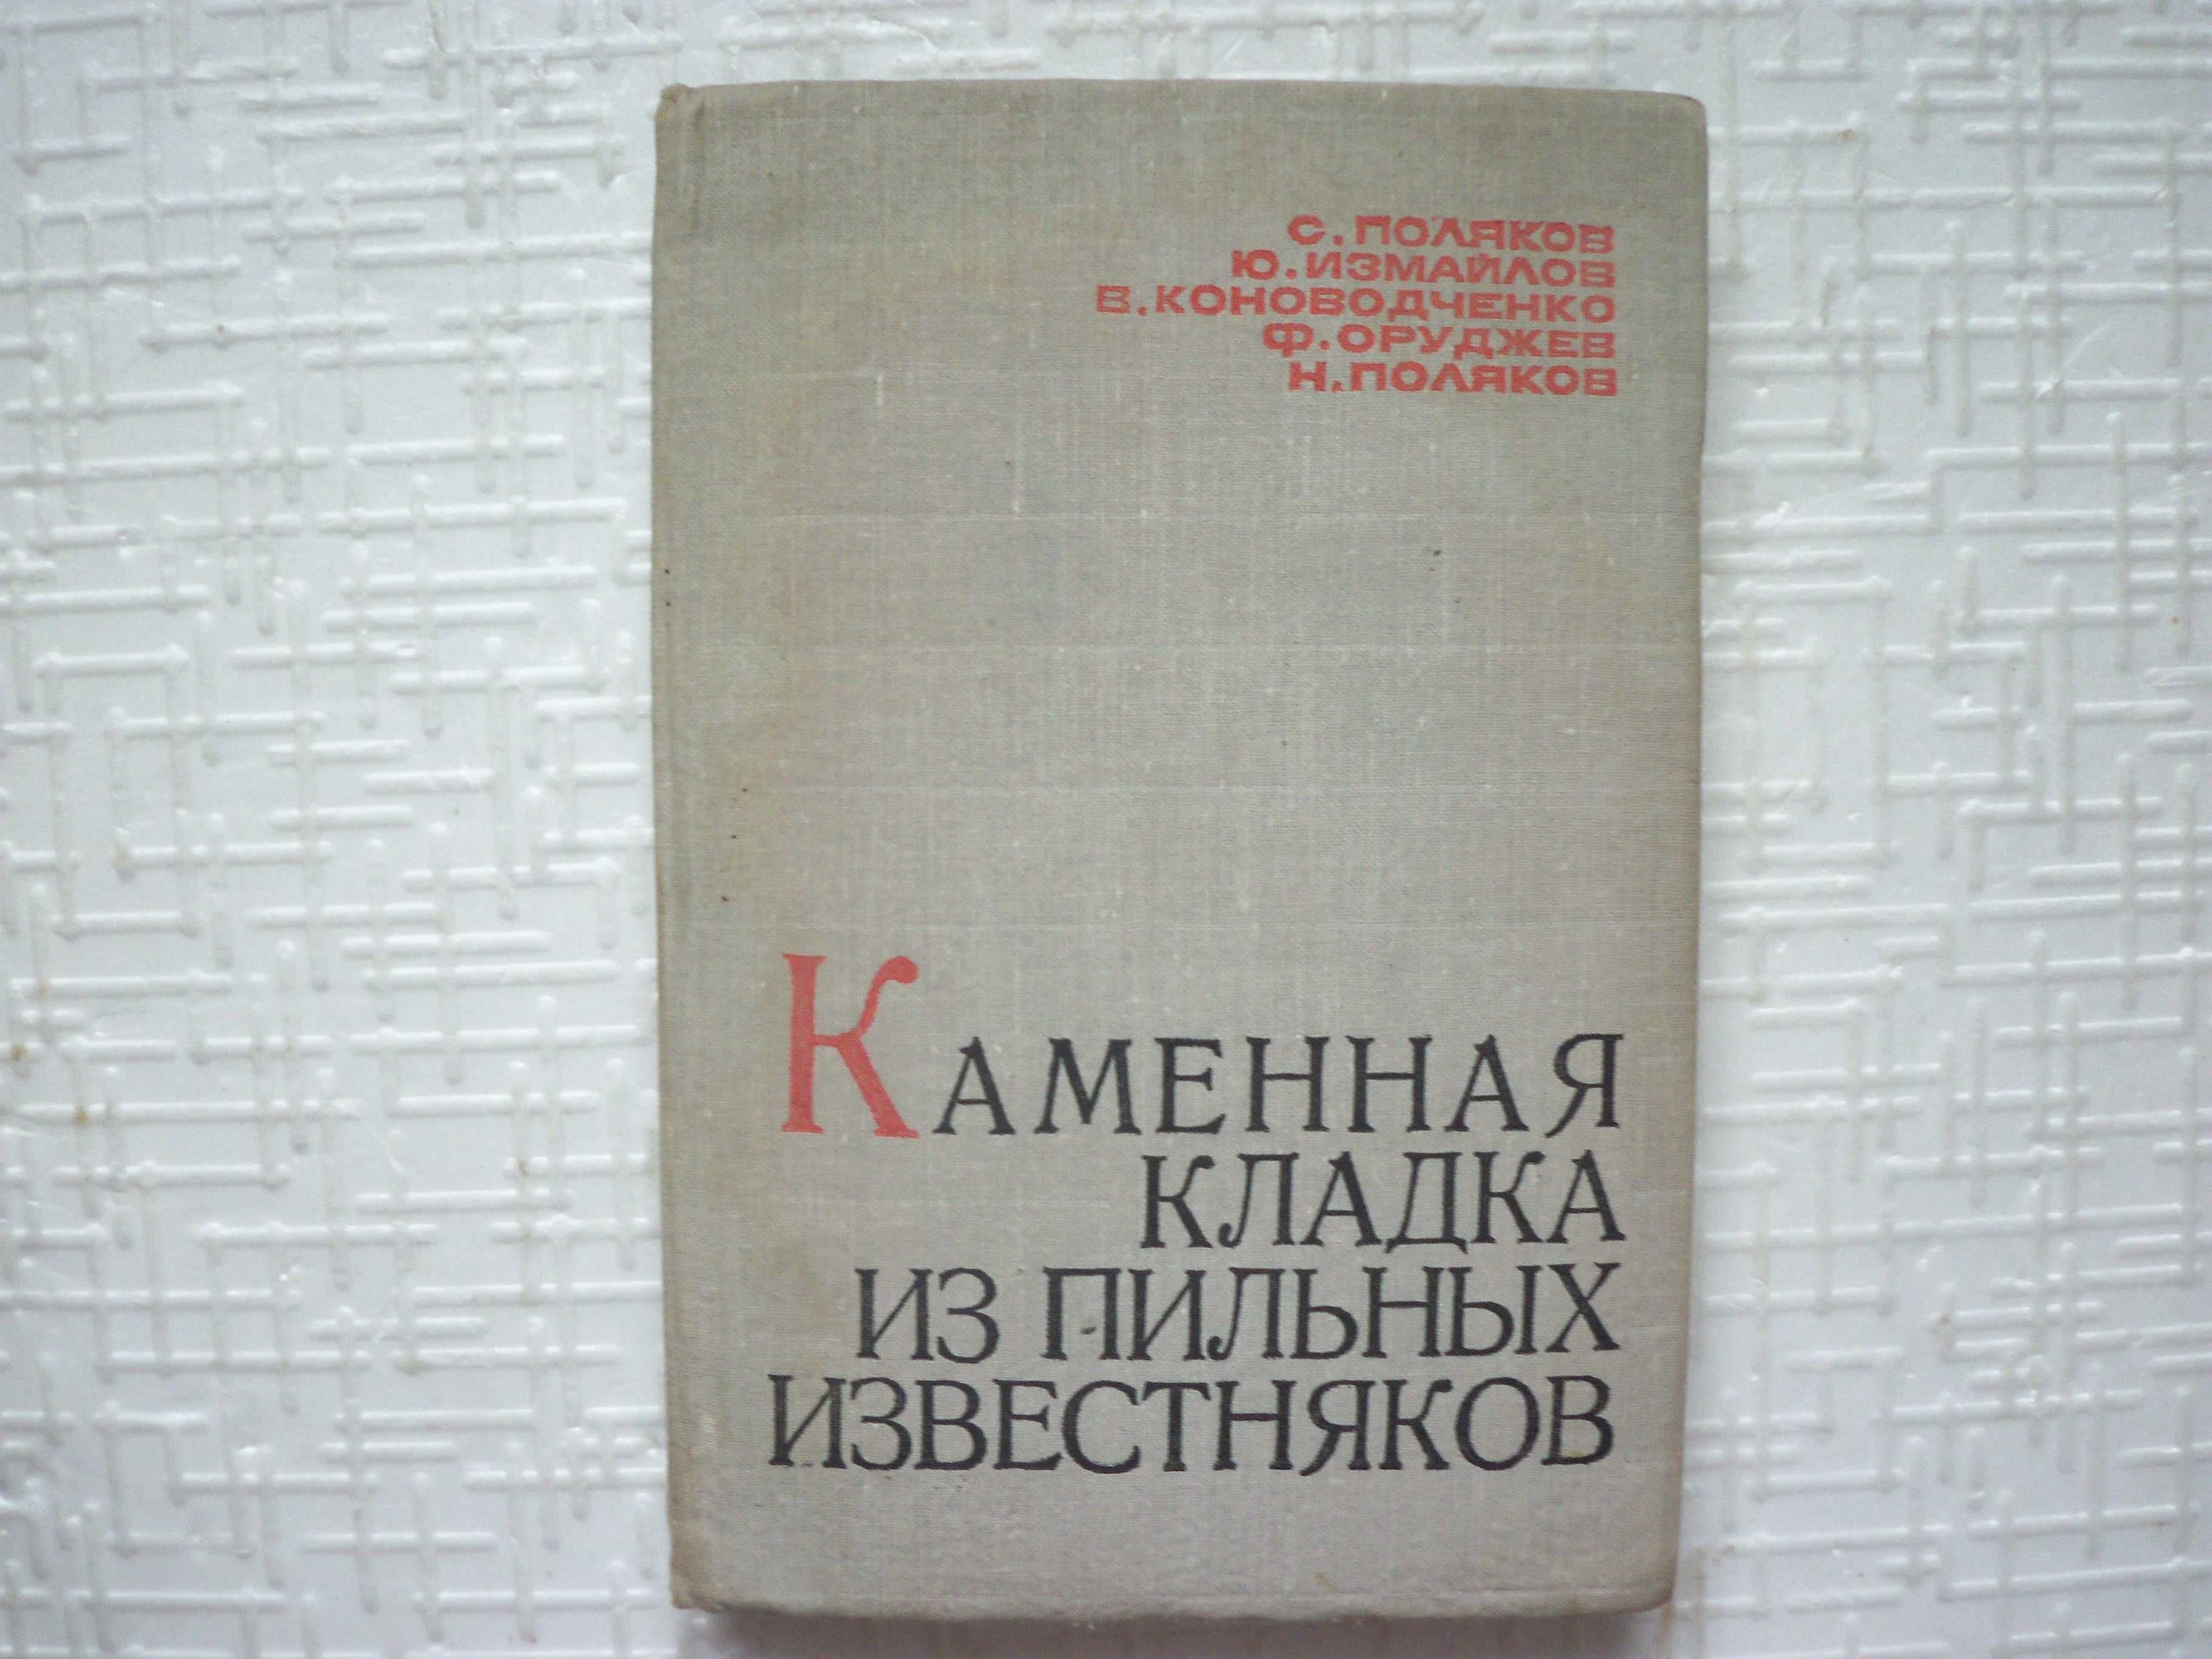 С. ПОЛЯКОВ
Ю. ИЗМАЙЛОВ
В. КОНОВОДЧЕНКО
Ф. ОРУДЖЕВ
Н. ПОЛЯКОВ
КАМЕННАЯ
КЛАДКА
ИЗ ПИЛЬНЫХ
ИЗВЕСТНЯКОВ